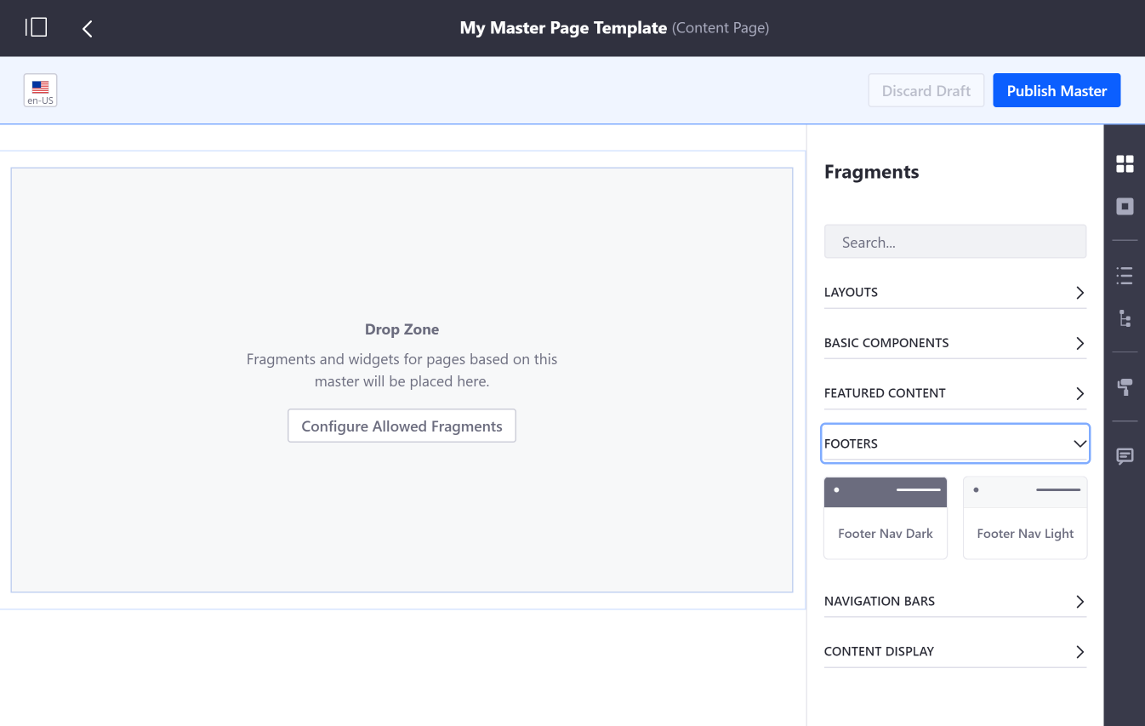 My Master Page Template (Content Page)
en-US
Discard Draft
Publish Master
Drop Zone
Fragments and widgets for pages based on this
master will be placed here.
Configure Allowed Fragments
Fragments
Search...
LAYOUTS
BASIC COMPONENTS
FEATURED CONTENT
FOOTERS
Footer Nav Dark
Footer Nav Light
NAVIGATION BARS
CONTENT DISPLAY